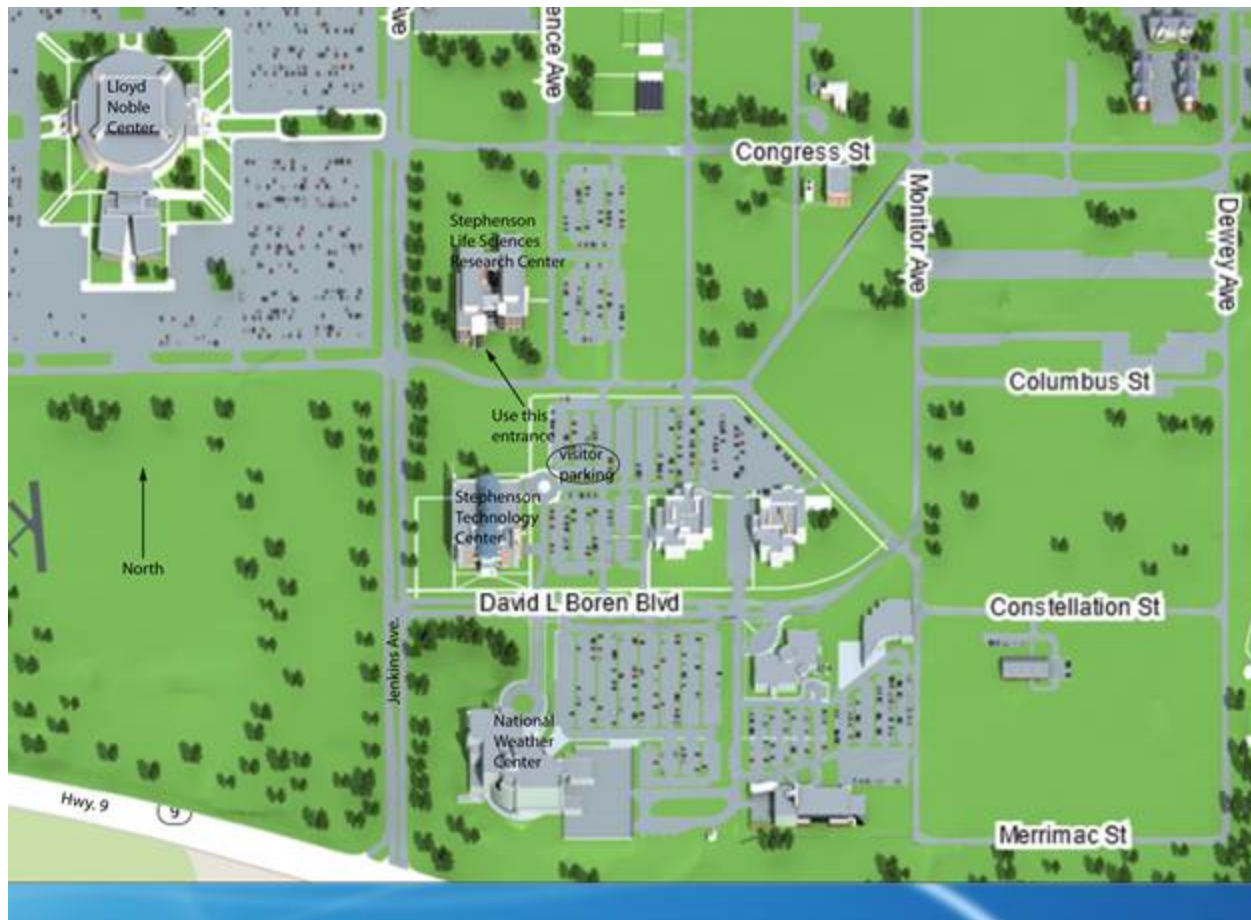 Ave
ence Ave
Lloyd
Noble
Center
Congress St
Monitor Ave
Dewey Ave
Stephenson
Life Sciences
Research Center
Columbus St
Use this
entrance
visitor
parking
Stephenson
Technology
Center
North
David L Boren Blvd
Constellation St
Jenkins Ave.
National
Weather
Center
Hwy. 9
9
Merrimac St